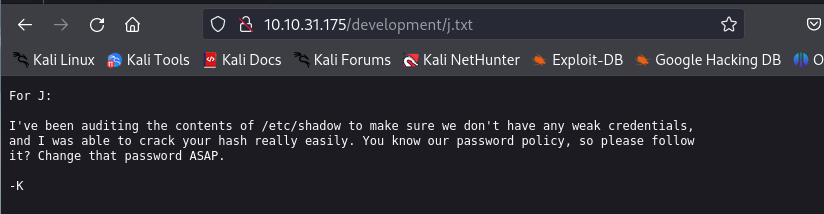 10.10.31.175/development/j.txt
Kali Linux Kali Tools Kali Docs Kali Forums Kali NetHunter Exploit-DB Google Hacking DB
For J:
I've been auditing the contents of /etc/shadow to make sure we don't have any weak credentials,
and I was able to crack your hash really easily. You know our password policy, so please follow
it? Change that password ASAP.
-K